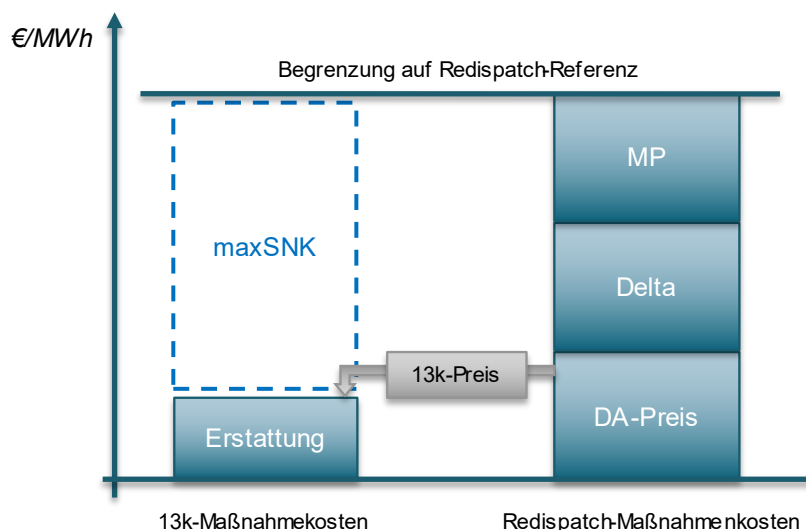 €/MWh
Begrenzung auf Redispatch-Referenz
MP
maxSNK
Delta
13k-Preis
Erstattung
DA-Preis
13k-Maßnahmekosten
Redispatch-Maßnahmenkosten